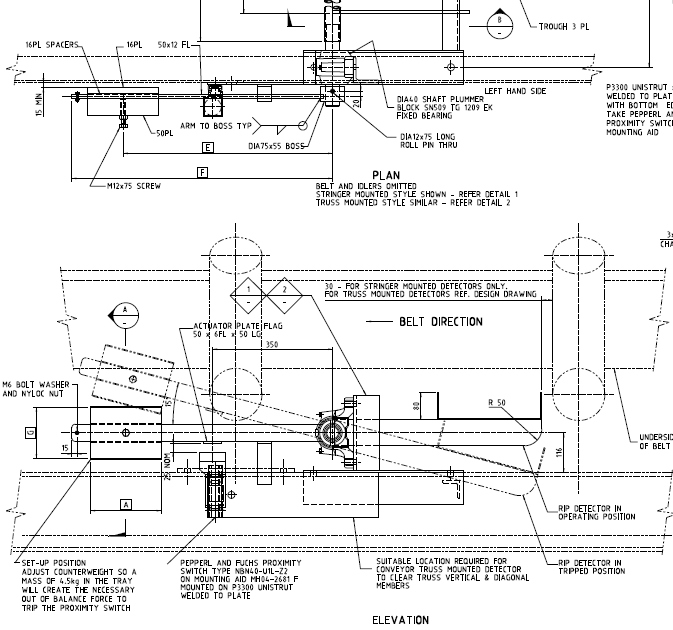 B
-
TROUGH 3 PL
16PL SPACERS
16PL
50x12 FL
LEFT HAND SIDE
15 MIN
20
DIA40 SHAFT PLUMMER
BLOCK SN509 TG 1209 EK
FIXED BEARING
P3300 UNISTRUT
WELDED TO PLAT
WITH BOTTOM ED
TAKE PEPPERL AN
PROXIMITY SWITC
MOUNTING AID
50PL
ARM TO BOSS TYP
DIA75x55 BOSS
DIA12x75 LONG
ROLL PIN THRU
E
F
M12x75 SCREW
PLAN
BELT AND IDLERS OMITTED
STRINGER MOUNTED STYLE SHOWN - REFER DETAIL 1
TRUSS MOUNTED STYLE SIMILAR - REFER DETAIL 2
CHA
1
-
2
-
30 - FOR STRINGER MOUNTED DETECTORS ONLY.
FOR TRUSS MOUNTED DETECTORS REF. DESIGN DRAWING
A
-
ACTUATOR PLATE FLAG
50 x 6FL x 50 LG
BELT DIRECTION
350
M6 BOLT WASHER
AND NYLOC NUT
80
R 50
G
15
25 NOM
116
UNDERSID
OF BELT
A
RIP DETECTOR IN
OPERATING POSITION
SET-UP POSITION
ADJUST COUNTERWEIGHT SO A
MASS OF 4.5kg IN THE TRAY
WILL CREATE THE NECESSARY
OUT OF BALANCE FORCE TO
TRIP THE PROXIMITY SWITCH
PEPPERL AND FUCHS PROXIMITY
SWITCH TYPE NBN40-U1L-Z2
ON MOUNTING AID MH04-2681 F
MOUNTED ON P3300 UNISTRUT
WELDED TO PLATE
SUITABLE LOCATION REQUIRED FOR
CONVEYOR TRUSS MOUNTED DETECTOR
TO CLEAR TRUSS VERTICAL & DIAGONAL
MEMBERS
RIP DETECTOR IN
TRIPPED POSITION
ELEVATION